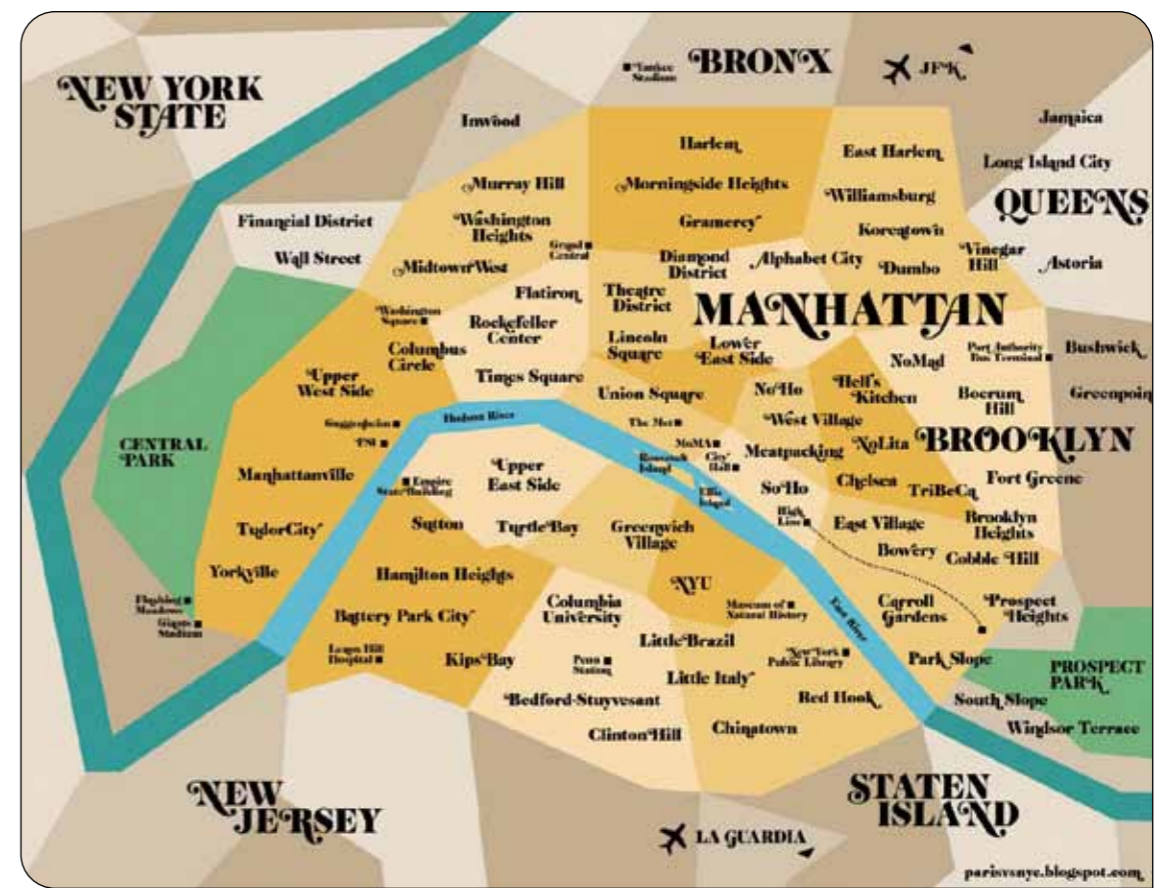 NEW YORK
STATE
Yankee
Stadium
BRONX
JFK
Inwood
Harlem
East Harlem
Jamaica
Long Island City
QUEENS
Murray Hill
Morningside Heights
Williamsburg
Financial District
Washington
Heights
Gramercy
Koreatown
Wall Street
Grand
Central
Midtown West
Diamond
District
Alphabet City
Dumbo
Vinegar
Hill
Astoria
Flatiron
Theatre
District
MANHATTAN
Washington
Square
Rockefeller
Center
Lincoln
Square
Lower
East Side
Columbus
Circle
NoMad
Port Authority
Bus Terminal
Bushwick
Upper
West Side
Times Square
Union Square
NoHo
Hell's
Kitchen
Boerum
Hill
Greenpoin
Hudson River
Guggenheim
PS1
The Met
West Village
CENTRAL
PARK
MoMA
City
Hall
Meatpacking
NoLita
BROOKLYN
Roosevelt
Island
Manhattanville
Empire
State Building
Upper
East Side
Ellis
Island
SoHo
Chelsea
TriBeCa
Fort Greene
Tudor City
Sutton
Turtle Bay
Greenwich
Village
High
Line
East Village
Brooklyn
Heights
Bowery
Cobble Hill
Yorkville
Hamilton Heights
NYU
Flushing
Meadows
Giants
Stadium
Battery Park City
Columbia
University
Museum of
Natural History
East River
Carroll
Gardens
Prospect
Heights
Little Brazil
Lenox Hill
Hospital
Kips Bay
Penn
Station
New York
Public Library
Park Slope
PROSPECT
PARK
Little Italy
Bedford-Stuyvesant
Red Hook
South Slope
Clinton Hill
Chinatown
Windsor Terrace
NEW
JERSEY
STATEN
ISLAND
LA GUARDIA
parisvsnyc.blogspot.com